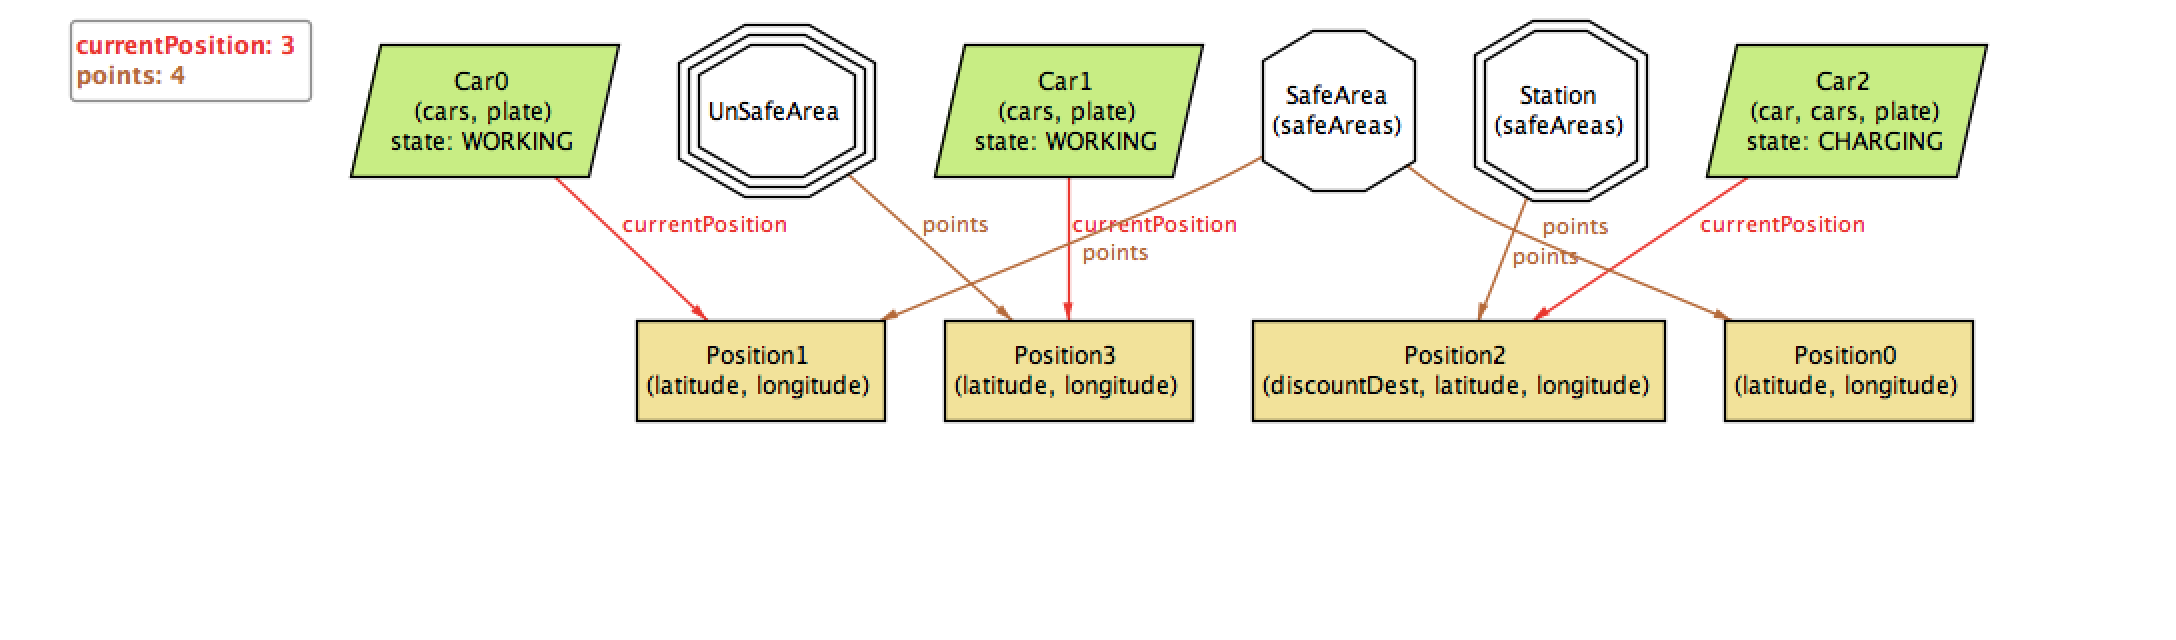 currentPosition: 3
points: 4
Car0
(cars, plate)
state: WORKING
UnSafeArea
Car1
(cars, plate)
state: WORKING
SafeArea
(safeAreas)
Station
(safeAreas)
Car2
(car, cars, plate)
state: CHARGING
currentPosition
points
currentPosition
points
points
points
currentPosition
Position1
(latitude, longitude)
Position3
(latitude, longitude)
Position2
(discountDest, latitude, longitude)
Position0
(latitude, longitude)